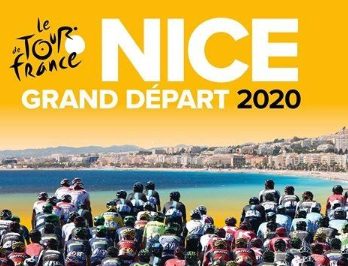 le
TOUR
de
france
NICE
GRAND DÉPART 2020